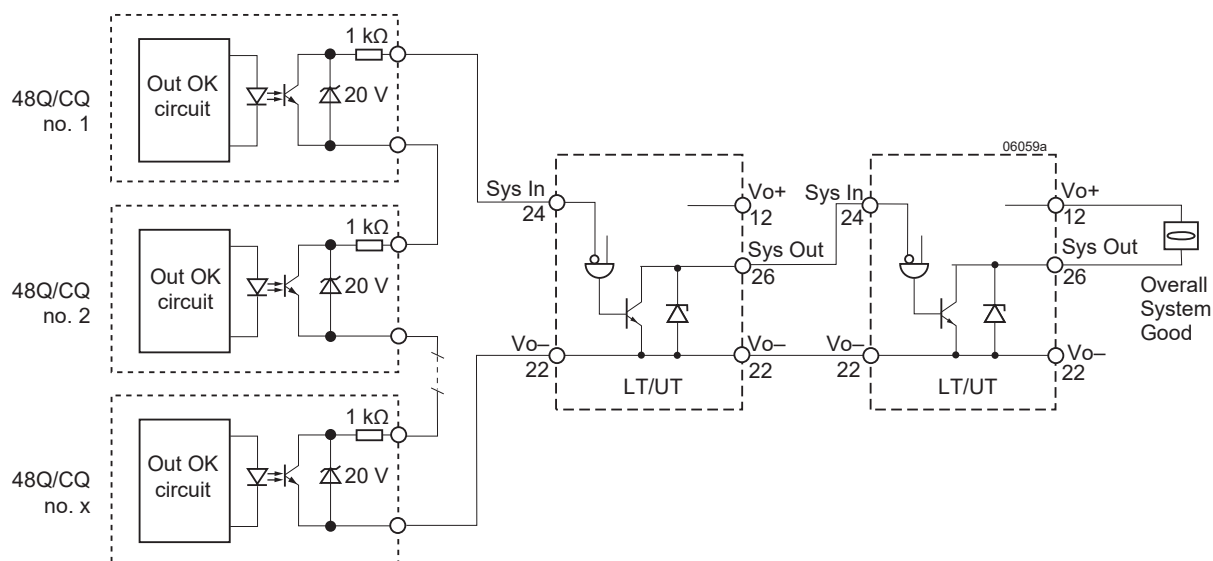 48Q/CQ
no. 1
Out OK
circuit
1 kΩ
20 V
48Q/CQ
no. 2
Out OK
circuit
1 kΩ
20 V
48Q/CQ
no. x
Out OK
circuit
1 kΩ
20 V
Sys In
24
Vo+
12
Sys Out
26
Vo–
22
Vo–
22
LT/UT
06059a
Sys In
24
Vo+
12
Sys Out
26
Vo–
22
Vo–
22
LT/UT
Overall
System
Good